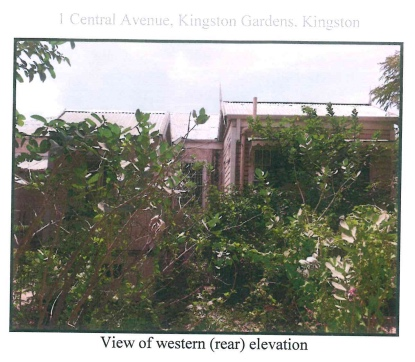 1 Central Avenue, Kingston Gardens. Kingston
View of western (rear) elevation